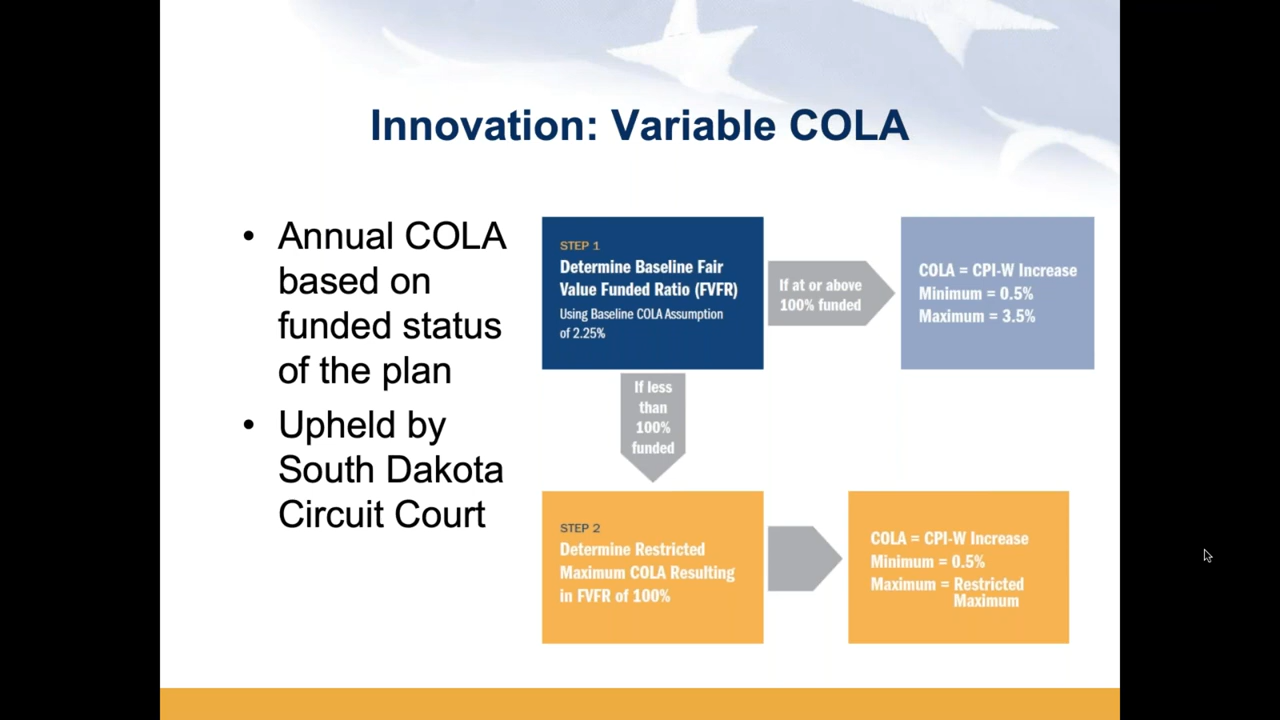 Innovation: Variable COLA
• Annual COLA
based on
funded status
of the plan
• Upheld by
South Dakota
Circuit Court
STEP 1
Determine Baseline Fair
Value Funded Ratio (FVFR)
Using Baseline COLA Assumption
of 2.25%
If at or above
100% funded
COLA = CPI-W Increase
Minimum = 0.5%
Maximum = 3.5%
If less
than
100%
funded
STEP 2
Determine Restricted
Maximum COLA Resulting
in FVFR of 100%
COLA = CPI-W Increase
Minimum = 0.5%
Maximum = Restricted
Maximum